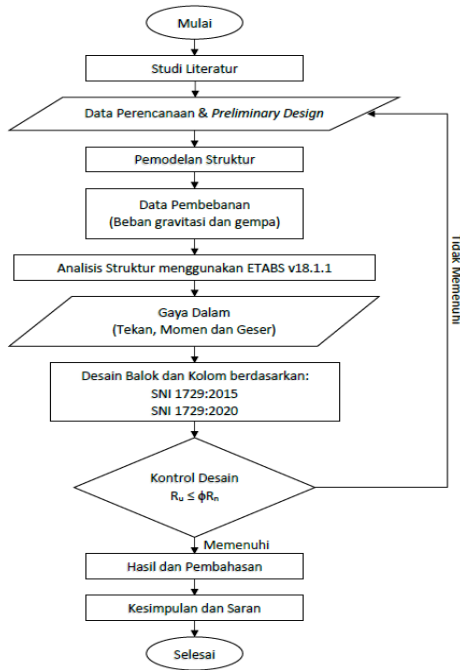 Mulai
Studi Literatur
Data Perencanaan & Preliminary Design
Pemodelan Struktur
Data Pembebanan
(Beban gravitasi dan gempa)
Analisis Struktur menggunakan ETABS v18.1.1
Gaya Dalam
(Tekan, Momen dan Geser)
Desain Balok dan Kolom berdasarkan:
SNI 1729:2015
SNI 1729:2020
Kontrol Desain
Rᵤ ≤ ϕRₙ
Tidak Memenuhi
Memenuhi
Hasil dan Pembahasan
Kesimpulan dan Saran
Selesai